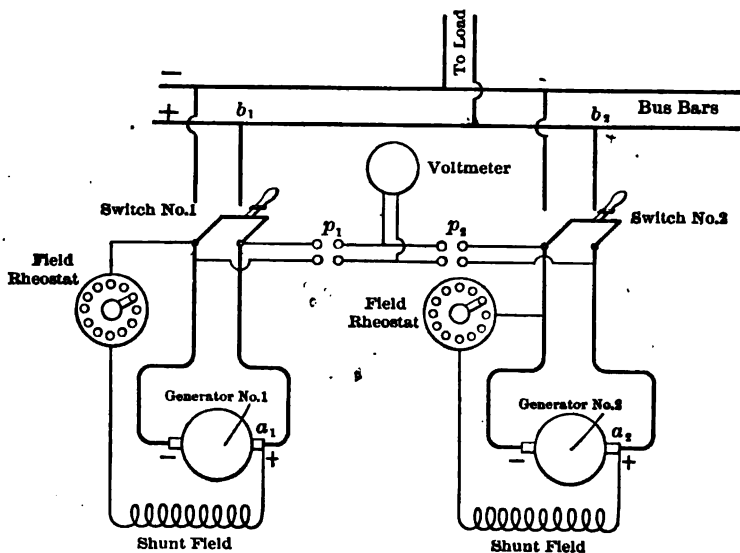 To Load
−
+
b₁
Bus Bars
b₂
Voltmeter
Switch No.1
p₁
p₂
Switch No.2
Field
Rheostat
Field
Rheostat
Generator No.1
a₁
−
+
Generator No.2
a₂
−
+
Shunt Field
Shunt Field